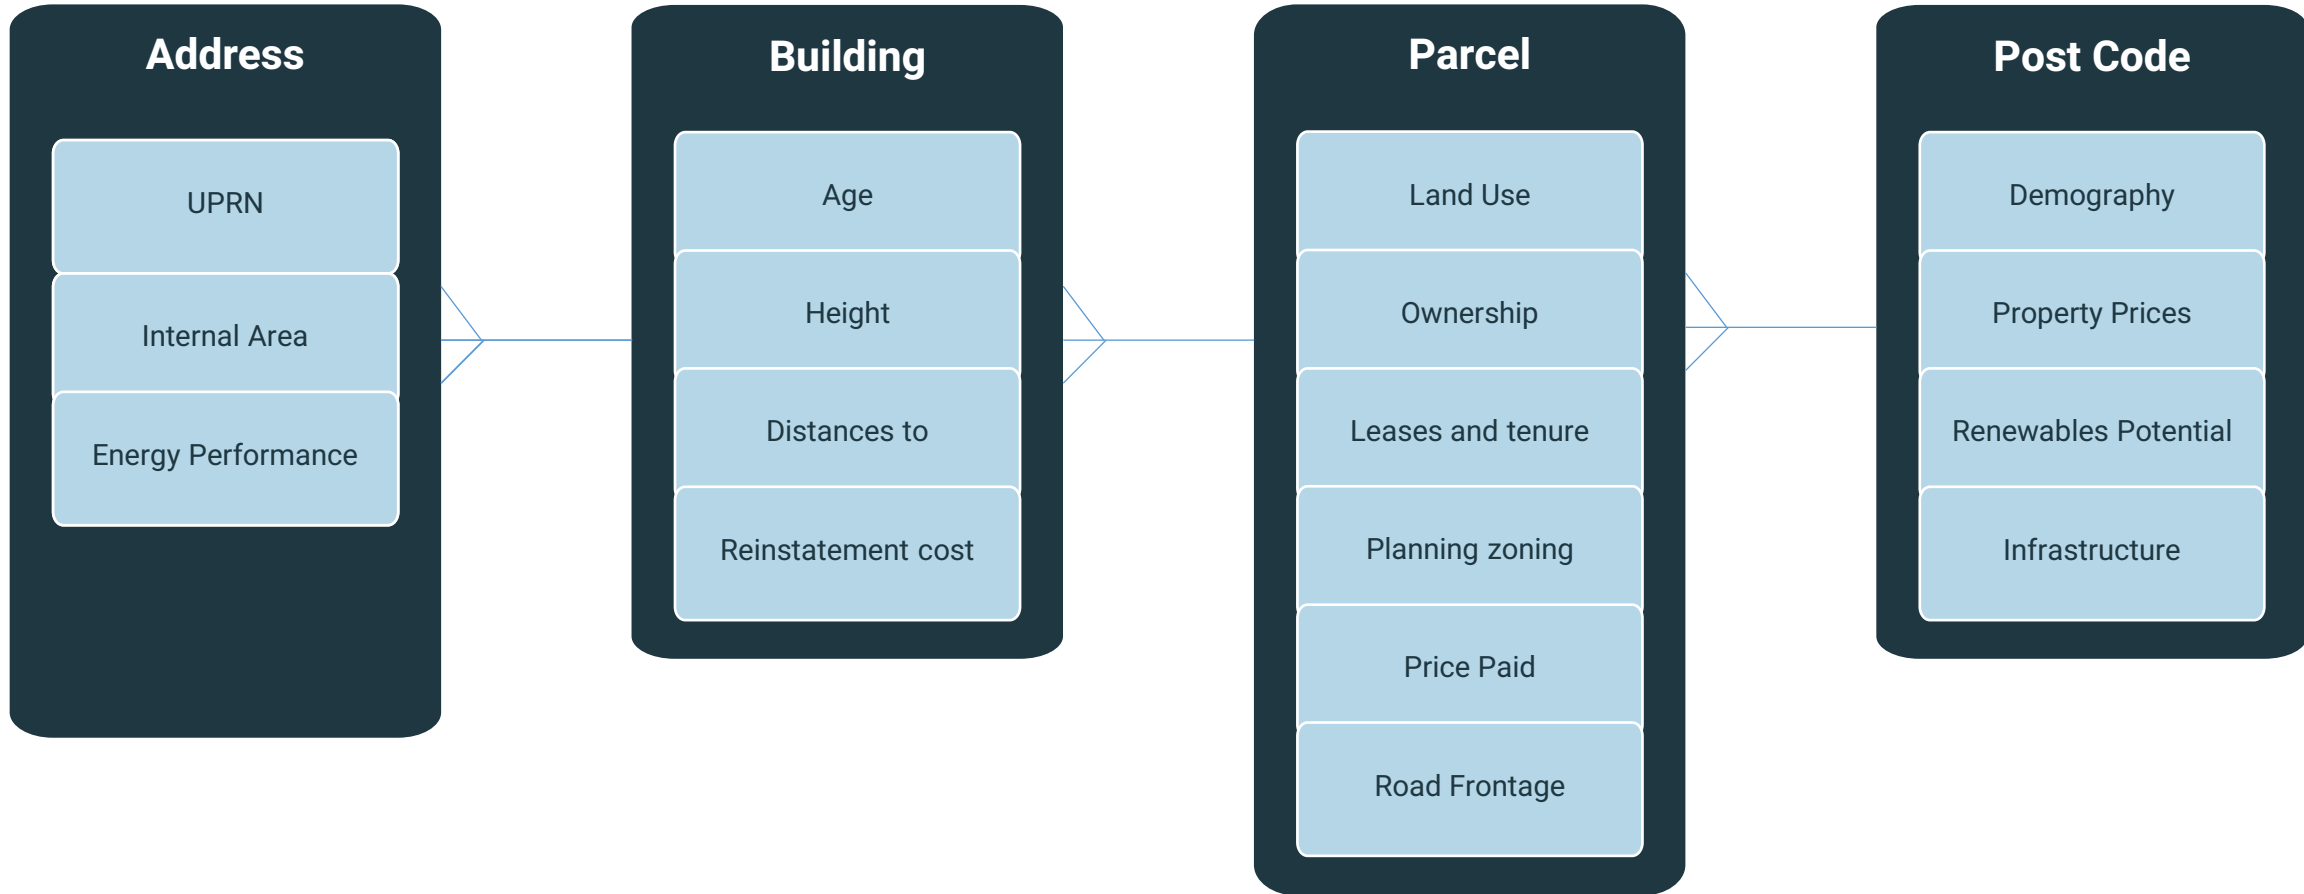 Address
UPRN
Internal Area
Energy Performance
Building
Age
Height
Distances to
Reinstatement cost
Parcel
Land Use
Ownership
Leases and tenure
Planning zoning
Price Paid
Road Frontage
Post Code
Demography
Property Prices
Renewables Potential
Infrastructure